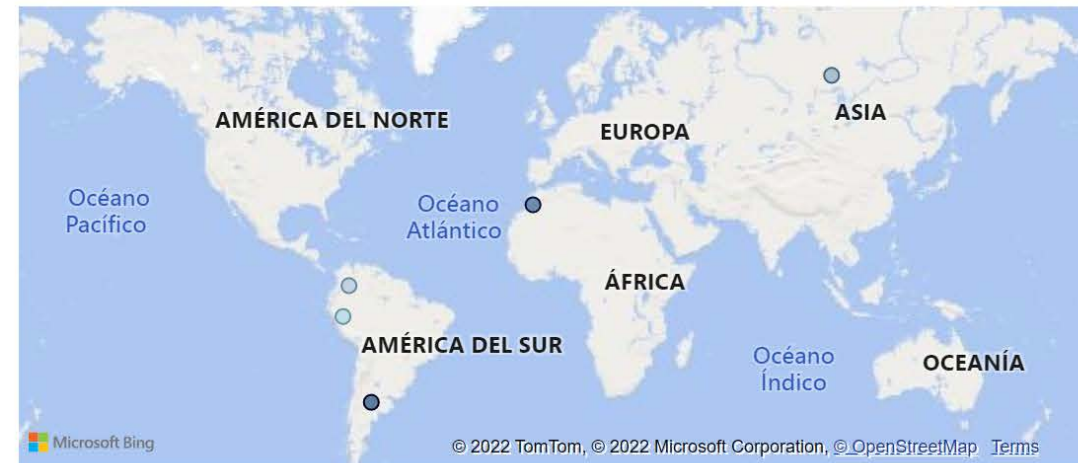 AMÉRICA DEL NORTE
EUROPA
ASIA
Océano
Pacífico
Océano
Atlántico
ÁFRICA
AMÉRICA DEL SUR
Océano
Índico
OCEANÍA
Microsoft Bing
© 2022 TomTom, © 2022 Microsoft Corporation, © OpenStreetMap Terms